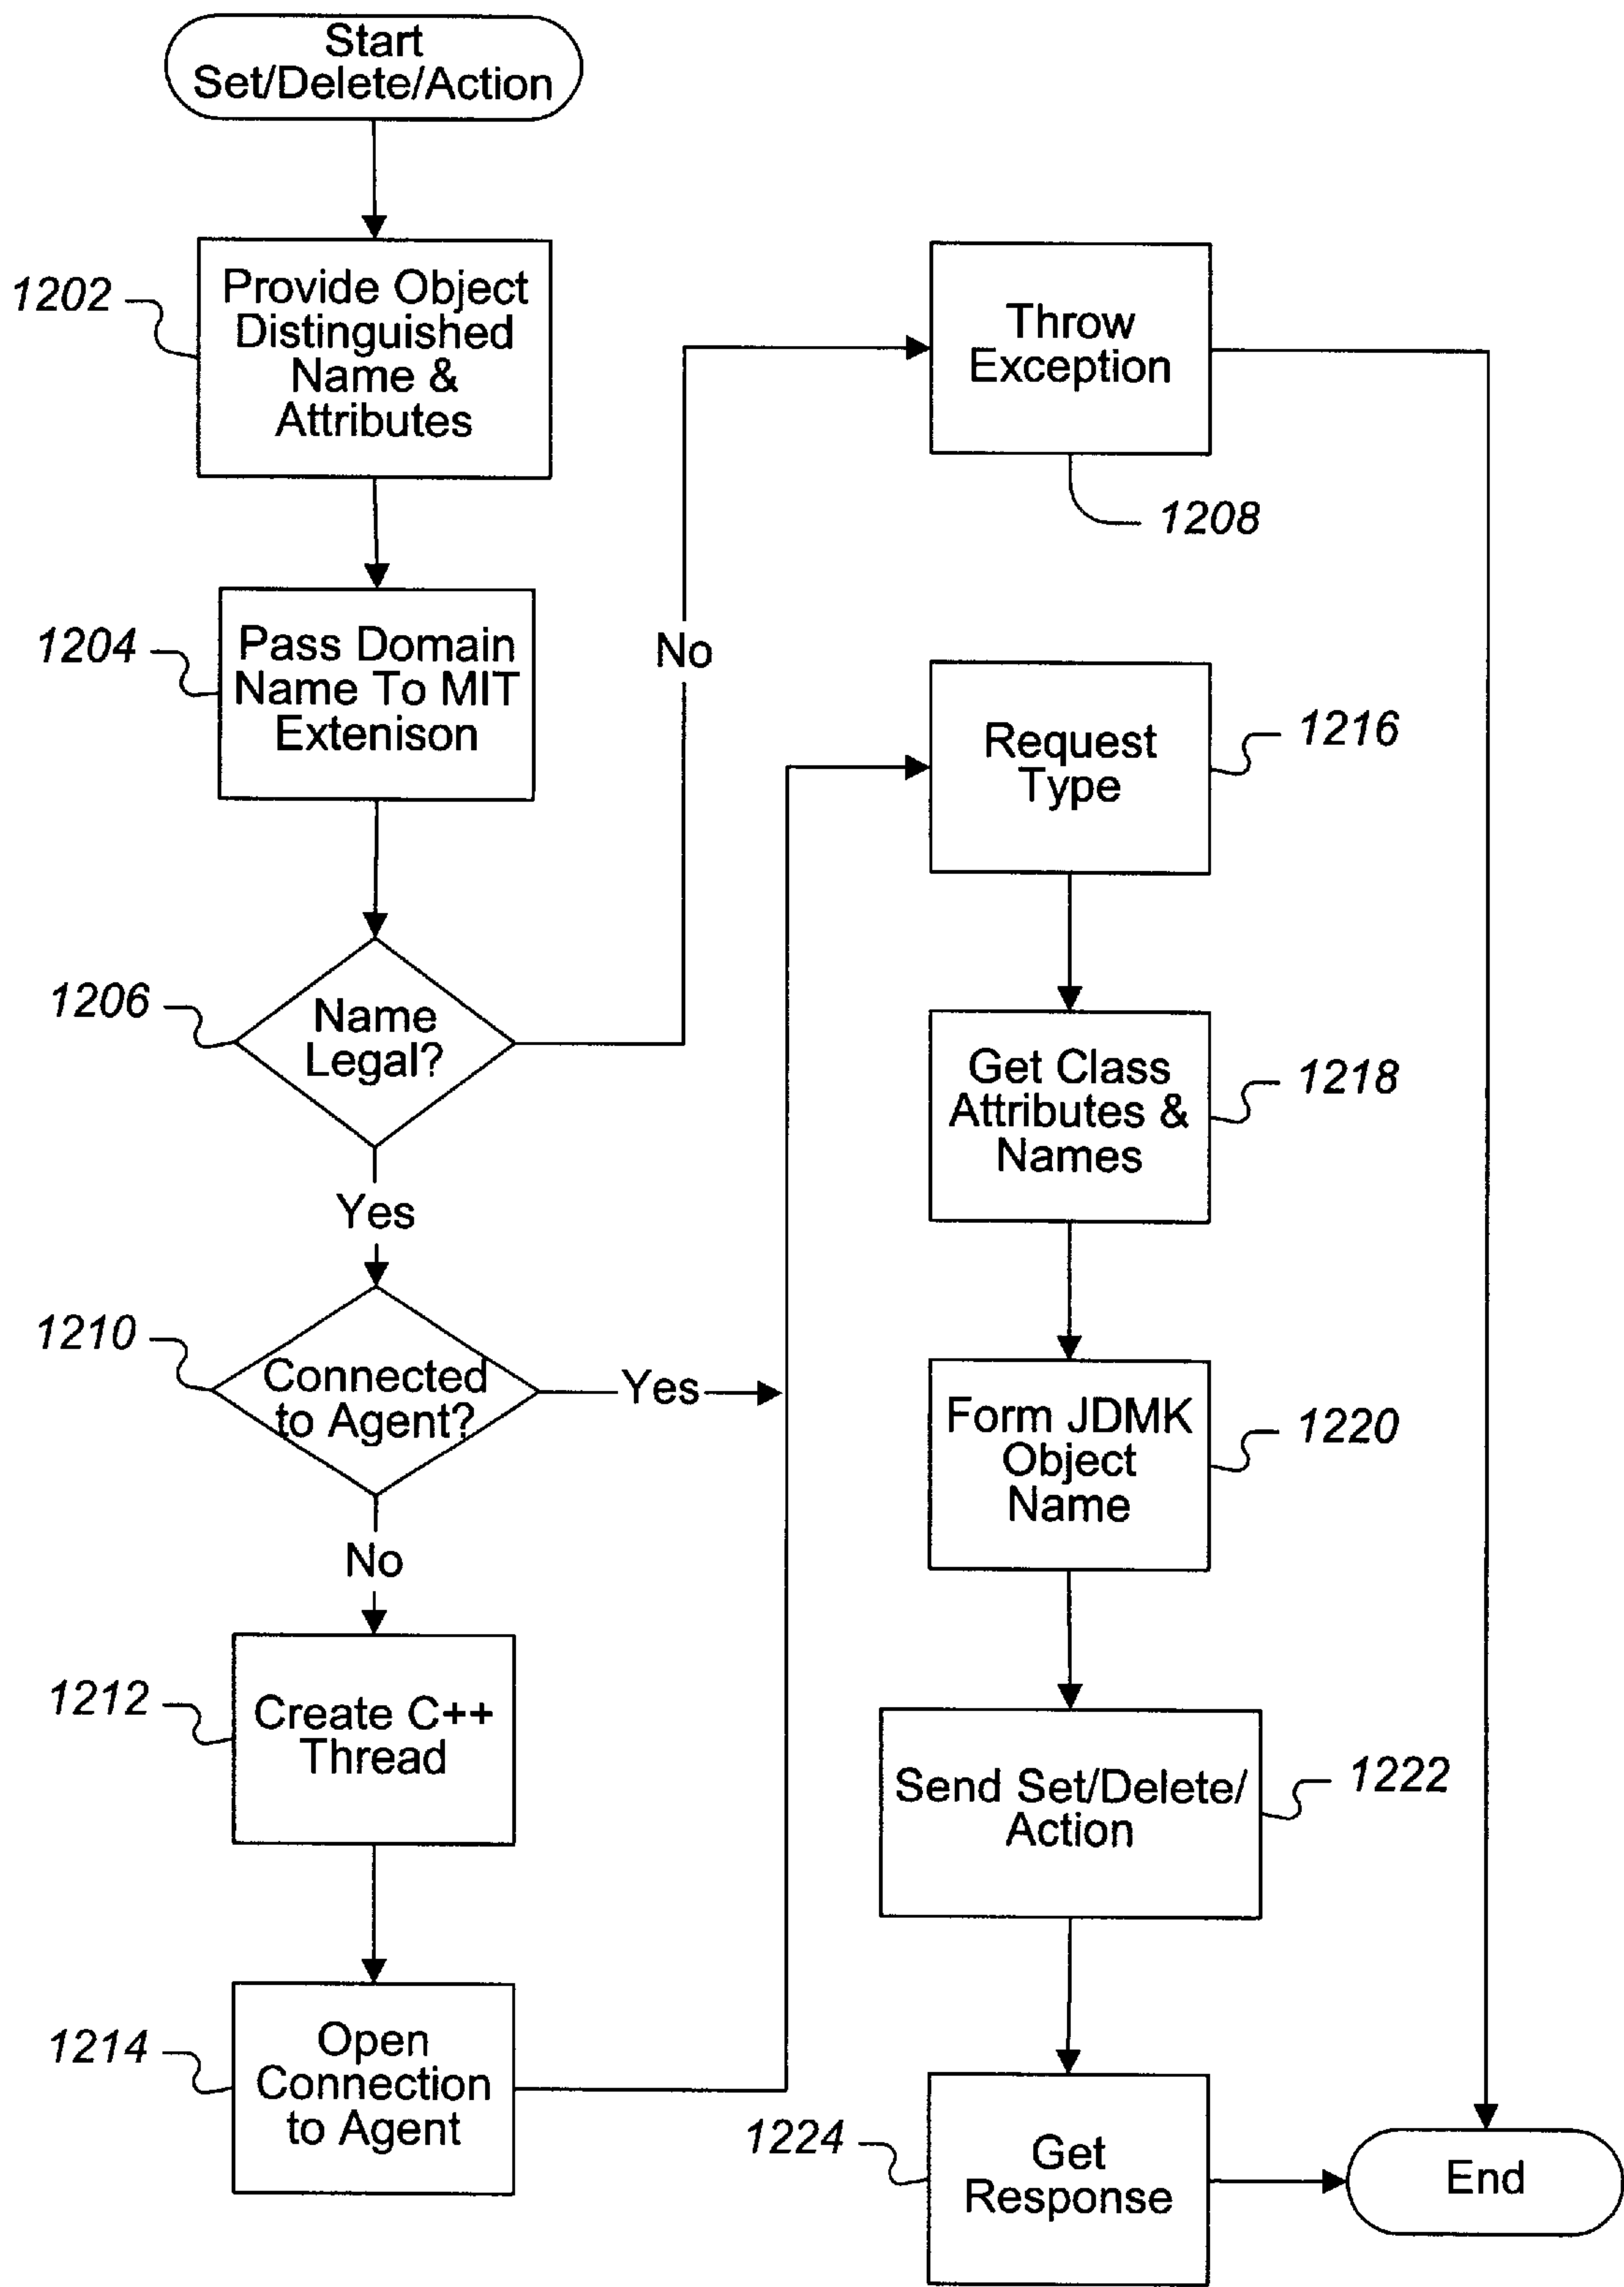 Start
Set/Delete/Action
1202
Provide Object
Distinguished
Name &
Attributes
1204
Pass Domain
Name To MIT
Extenison
1206
Name
Legal?
No
Yes
1210
Connected
to Agent?
Yes
No
1212
Create C++
Thread
1214
Open
Connection
to Agent
Throw
Exception
1208
Request
Type
1216
Get Class
Attributes &
Names
1218
Form JDMK
Object
Name
1220
Send Set/Delete/
Action
1222
1224
Get
Response
End